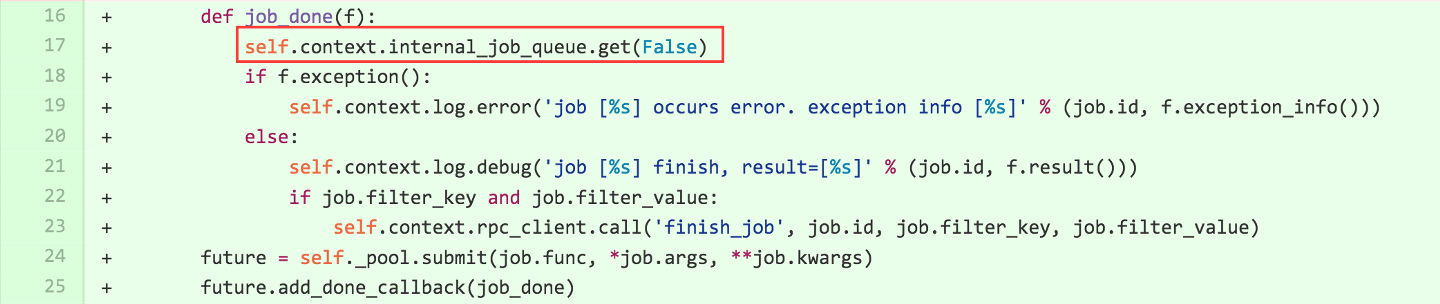 16 + def job_done(f):
17 + self.context.internal_job_queue.get(False)
18 + if f.exception():
19 + self.context.log.error('job [%s] occurs error. exception info [%s]' % (job.id, f.exception_info()))
20 + else:
21 + self.context.log.debug('job [%s] finish, result=[%s]' % (job.id, f.result()))
22 + if job.filter_key and job.filter_value:
23 + self.context.rpc_client.call('finish_job', job.id, job.filter_key, job.filter_value)
24 + future = self._pool.submit(job.func, *job.args, **job.kwargs)
25 + future.add_done_callback(job_done)